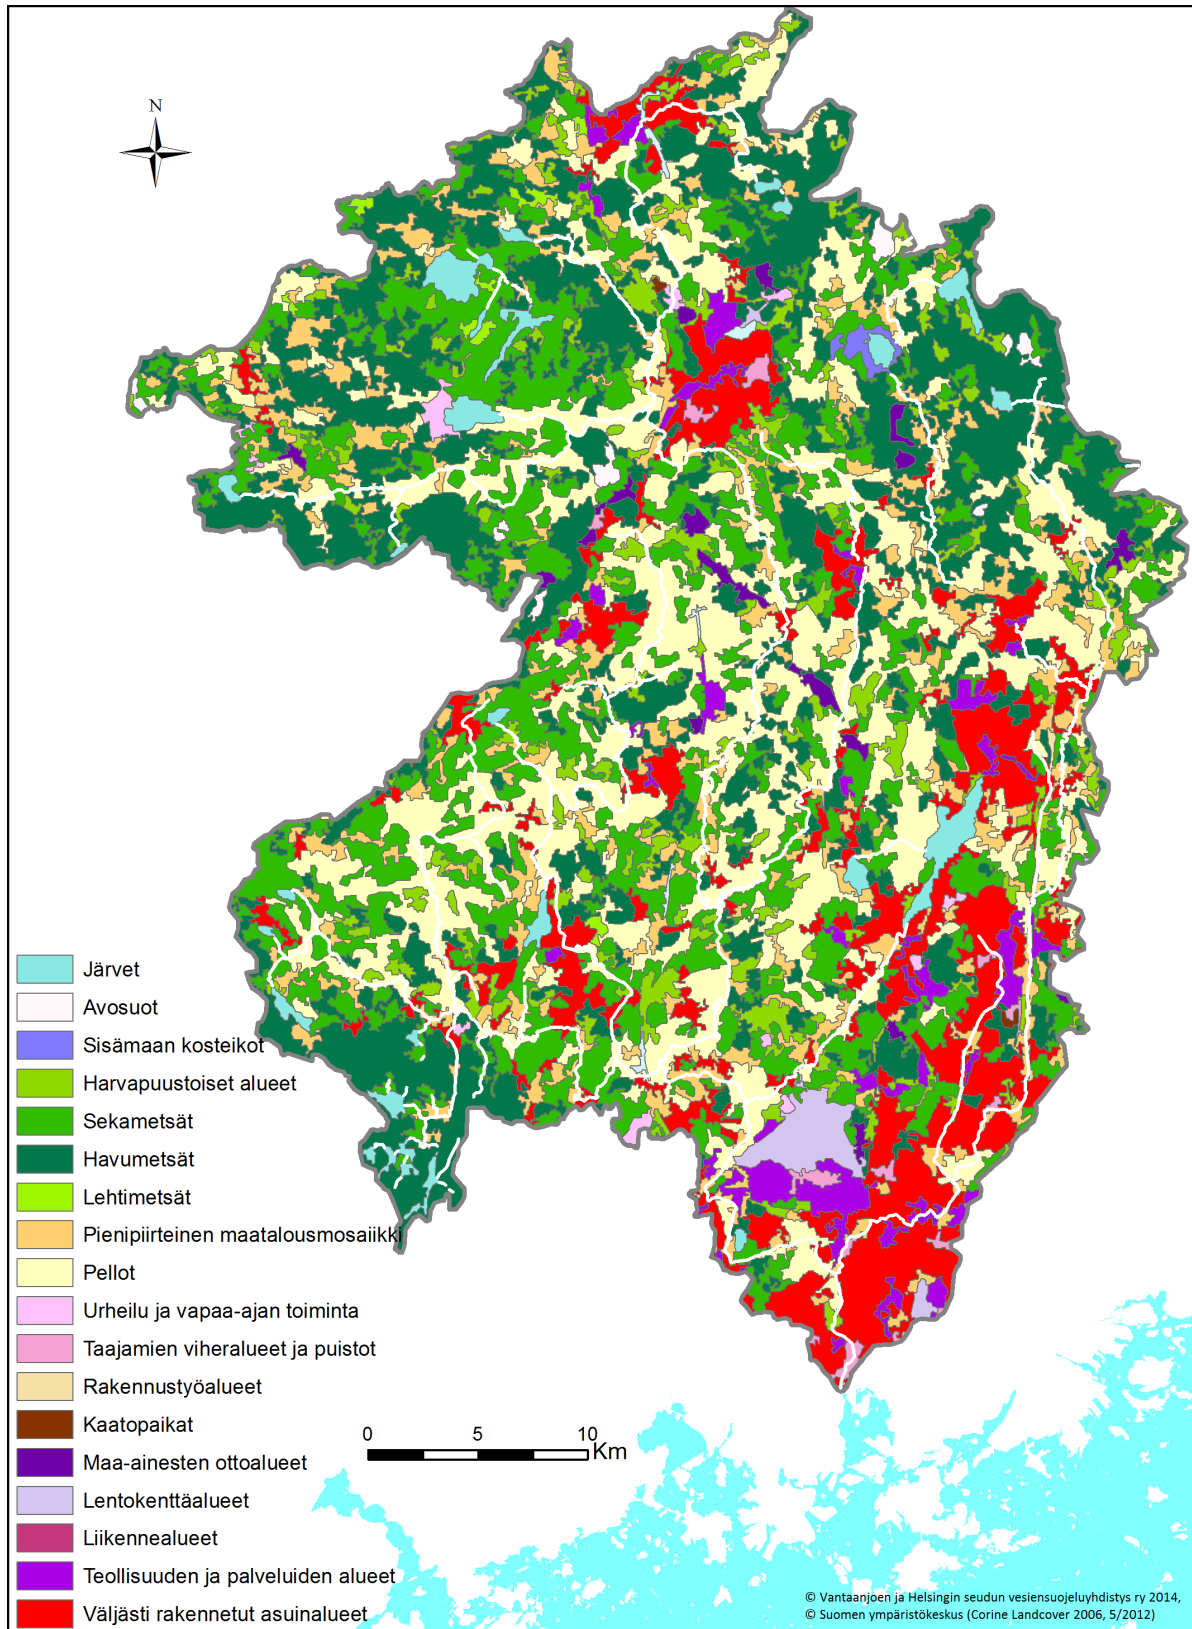 N
Järvet
Avosuot
Sisämaan kosteikot
Harvapuustoiset alueet
Sekametsät
Havumetsät
Lehtimetsät
Pienipiirteinen maatalousmosaiikki
Pellot
Urheilu ja vapaa-ajan toiminta
Taajamien viheralueet ja puistot
Rakennustyöalueet
Kaatopaikat
Maa-ainesten ottoalueet
Lentokenttäalueet
Liikennealueet
Teollisuuden ja palveluiden alueet
Väljästi rakennetut asuinalueet
0 5 10
Km
© Vantaanjoen ja Helsingin seudun vesiensuojeluyhdistys ry 2014,
© Suomen ympäristökeskus (Corine Landcover 2006, 5/2012)